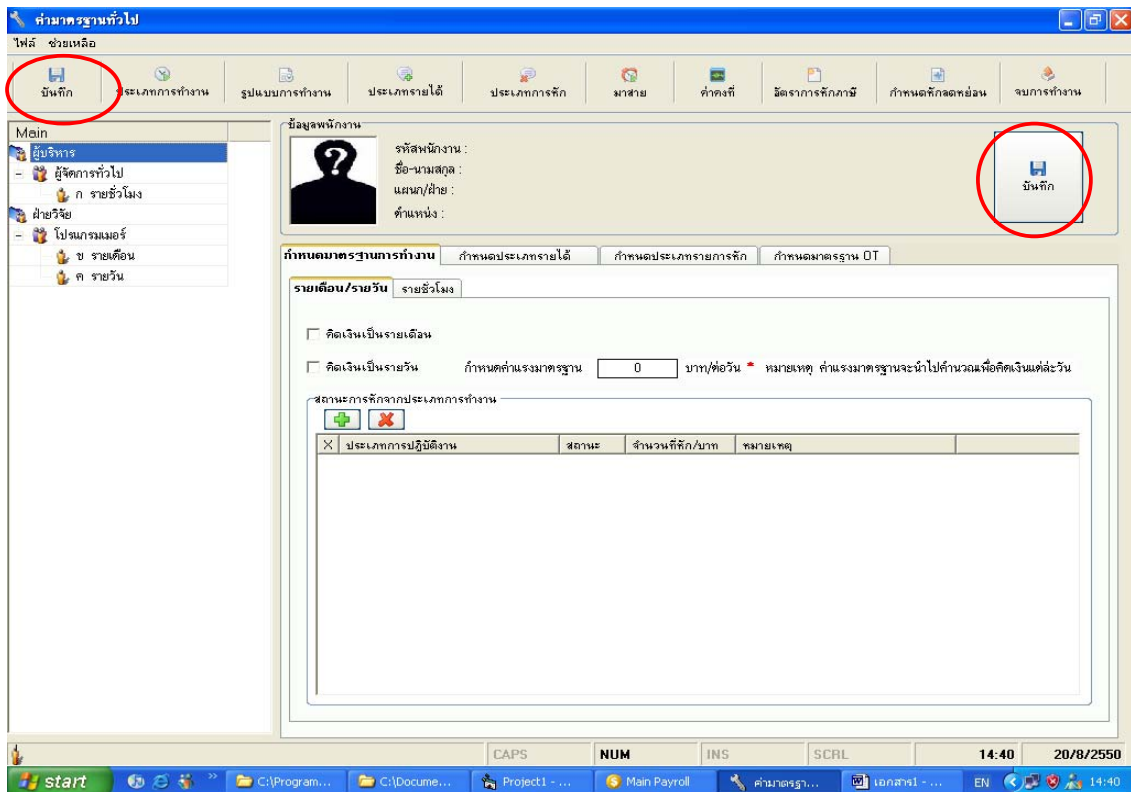 ค่ามาตรฐานทั่วไป
ไฟล์ ช่วยเหลือ
บันทึก ประเภทการทำงาน รูปแบบการทำงาน ประเภทรายได้ ประเภทการหัก มาสาย ค่าคงที่ อัตราการหักภาษี กำหนดหักลดหย่อน จบการทำงาน
Main
ผู้บริหาร
ผู้จัดการทั่วไป
ก รายชั่วโมง
ฝ่ายวิจัย
โปรแกรมเมอร์
ข รายเดือน
ค รายวัน
ข้อมูลพนักงาน
รหัสพนักงาน :
ชื่อ-นามสกุล :
แผนก/ฝ่าย :
ตำแหน่ง :
บันทึก
กำหนดมาตรฐานการทำงาน กำหนดประเภทรายได้ กำหนดประเภทรายการหัก กำหนดมาตรฐาน OT
รายเดือน/รายวัน รายชั่วโมง
คิดเงินเป็นรายเดือน
คิดเงินเป็นรายวัน กำหนดค่าแรงมาตรฐาน 0 บาท/ต่อวัน * หมายเหตุ ค่าแรงมาตรฐานจะนำไปคำนวณเพื่อคิดเงินแต่ล่ะวัน
สถานะการหักจากประเภทการทำงาน
X ประเภทการปฎิบัติงาน สถานะ จำนวนที่หัก/บาท หมายเหตุ
CAPS NUM INS SCRL 14:40 20/8/2550
start C:\Program... C:\Docume... Project1 - ... Main Payroll ค่ามาตรฐา... เอกสาร1 - ... EN 14:40